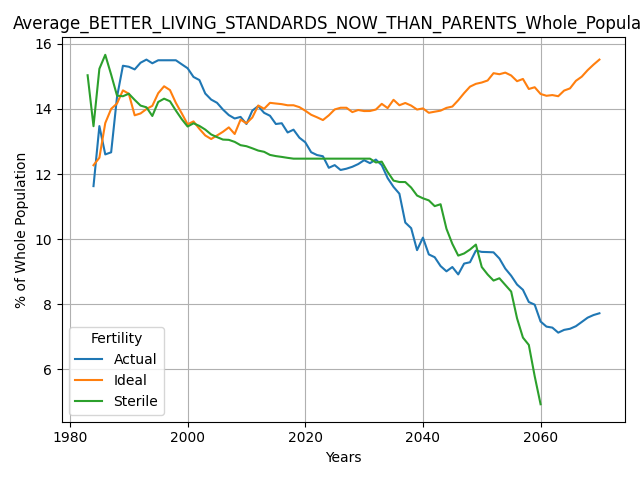 Average_BETTER_LIVING_STANDARDS_NOW_THAN_PARENTS_Whole_Popula
16
14
12
10
8
6
% of Whole Population
Fertility
Actual
Ideal
Sterile
1980
2000
2020
2040
2060
Years